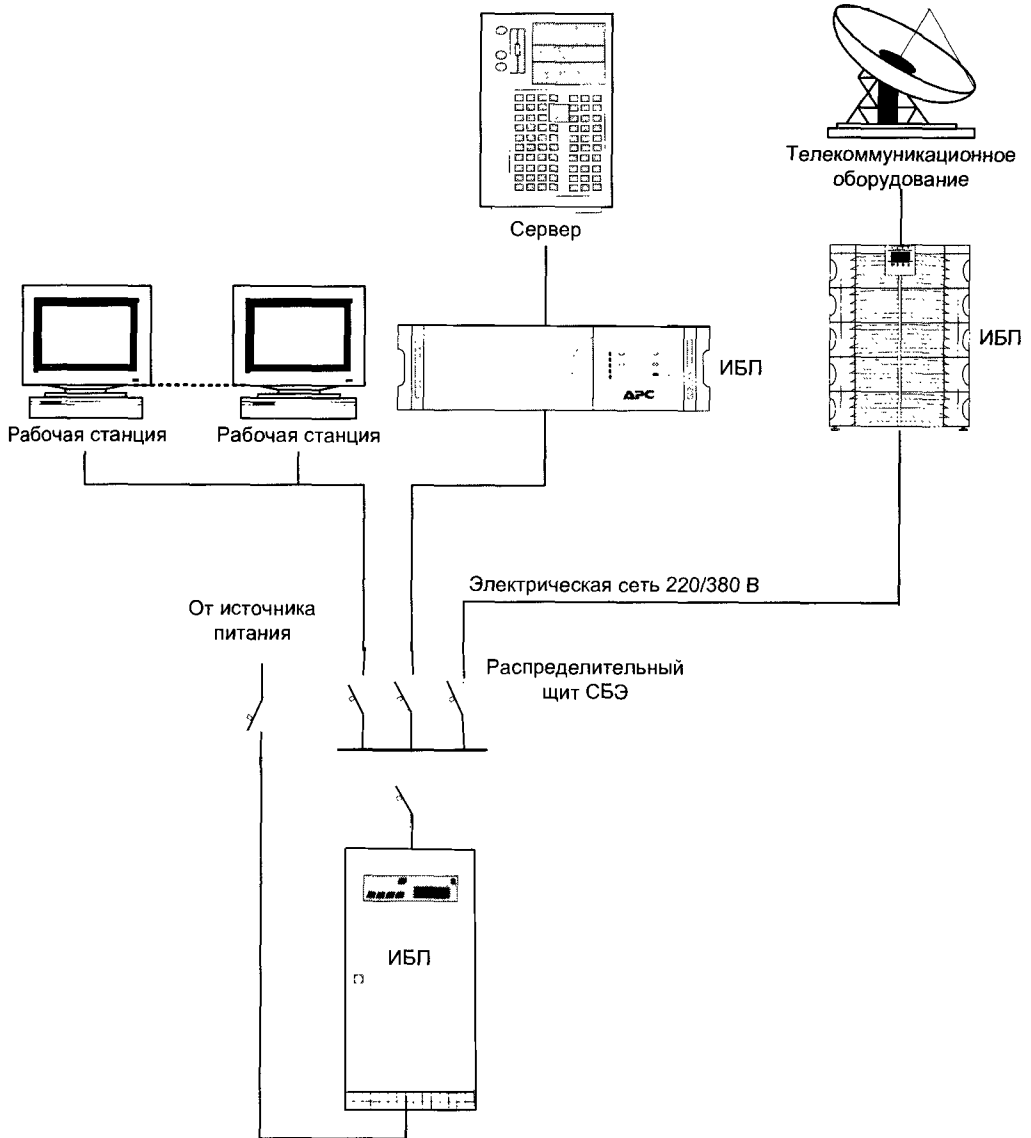 Телекоммуникационное
оборудование
Сервер
ИБП
APC
ИБП
Рабочая станция
Рабочая станция
Электрическая сеть 220/380 В
От источника
питания
Распределительный
щит СБЭ
ИБП